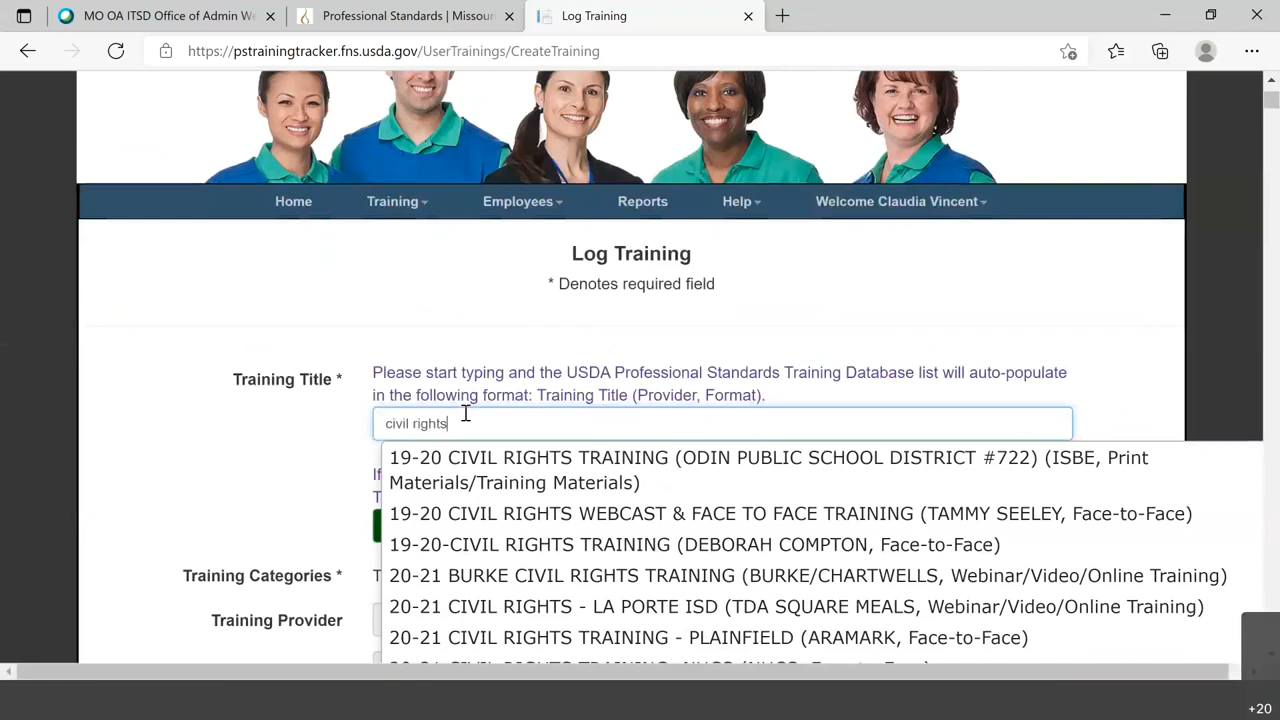 MO OA ITSD Office of Admin We
Professional Standards | Missour
Log Training
https://pstrainingtracker.fns.usda.gov/UserTrainings/CreateTraining
Home Training Employees Reports Help Welcome Claudia Vincent
Log Training
* Denotes required field
Training Title *
Please start typing and the USDA Professional Standards Training Database list will auto-populate
in the following format: Training Title (Provider, Format).
civil rights
19-20 CIVIL RIGHTS TRAINING (ODIN PUBLIC SCHOOL DISTRICT #722) (ISBE, Print
Materials/Training Materials)
If
T
19-20 CIVIL RIGHTS WEBCAST & FACE TO FACE TRAINING (TAMMY SEELEY, Face-to-Face)
19-20-CIVIL RIGHTS TRAINING (DEBORAH COMPTON, Face-to-Face)
Training Categories *
T
20-21 BURKE CIVIL RIGHTS TRAINING (BURKE/CHARTWELLS, Webinar/Video/Online Training)
20-21 CIVIL RIGHTS - LA PORTE ISD (TDA SQUARE MEALS, Webinar/Video/Online Training)
Training Provider
20-21 CIVIL RIGHTS TRAINING - PLAINFIELD (ARAMARK, Face-to-Face)
+20